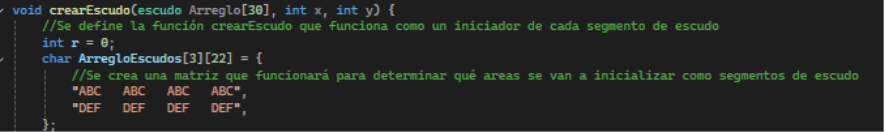 void crearEscudo(escudo Arreglo[30], int x, int y) {
//Se define la función crearEscudo que funciona como un iniciador de cada segmento de escudo
int r = 0;
char ArregloEscudos[3][22] = {
//Se crea una matriz que funcionará para determinar qué areas se van a inicializar como segmentos de escudo
"ABC   ABC   ABC   ABC",
"DEF   DEF   DEF   DEF",
};